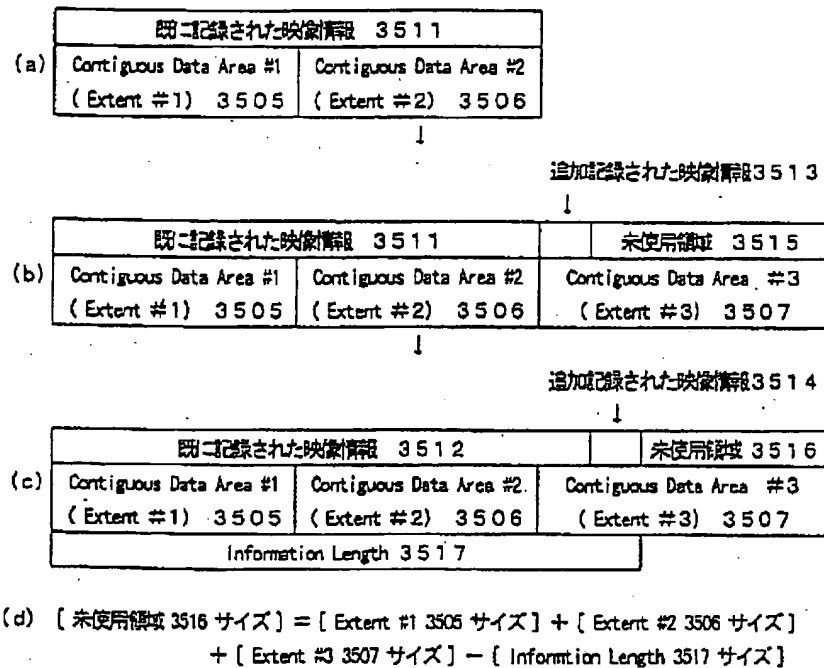 既に記録された映像情報 3511
(a) Contiguous Data Area #1 Contiguous Data Area #2
(Extent #1) 3505 (Extent #2) 3506
↓
追加記録された映像情報3513
↓
既に記録された映像情報 3511 未使用領域 3515
(b) Contiguous Data Area #1 Contiguous Data Area #2 Contiguous Data Area #3
(Extent #1) 3505 (Extent #2) 3506 (Extent #3) 3507
↓
追加記録された映像情報3514
↓
既に記録された映像情報 3512 未使用領域 3516
(c) Contiguous Data Area #1 Contiguous Data Area #2 Contiguous Data Area #3
(Extent #1) 3505 (Extent #2) 3506 (Extent #3) 3507
Information Length 3517
(d) [未使用領域 3516 サイズ] = [Extent #1 3505 サイズ] + [Extent #2 3506 サイズ]
+ [Extent #3 3507 サイズ] − [Informtion Length 3517 サイズ]